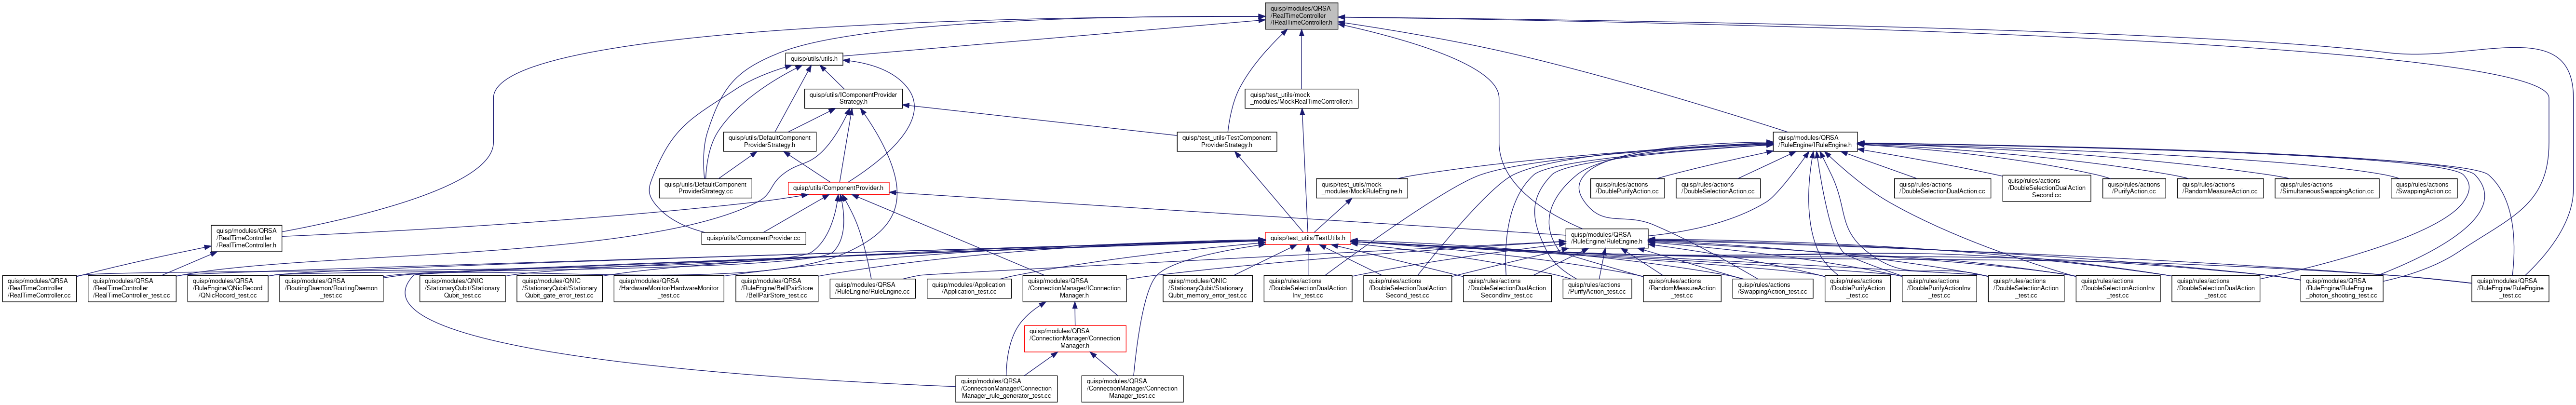 quisp/modules/QRSA
/RealTimeController
/IRealTimeController.h
quisp/utils/utils.h
quisp/utils/IComponentProvider
Strategy.h
quisp/test_utils/mock
_modules/MockRealTimeController.h
quisp/utils/DefaultComponent
ProviderStrategy.h
quisp/test_utils/TestComponent
ProviderStrategy.h
quisp/modules/QRSA
/RuleEngine/IRuleEngine.h
quisp/utils/DefaultComponent
ProviderStrategy.cc
quisp/utils/ComponentProvider.h
quisp/test_utils/mock
_modules/MockRuleEngine.h
quisp/rules/actions
/DoublePurifyAction.cc
quisp/rules/actions
/DoubleSelectionAction.cc
quisp/rules/actions
/DoubleSelectionDualAction.cc
quisp/rules/actions
/DoubleSelectionDualAction
Second.cc
quisp/rules/actions
/PurifyAction.cc
quisp/rules/actions
/RandomMeasureAction.cc
quisp/rules/actions
/SimultaneousSwappingAction.cc
quisp/rules/actions
/SwappingAction.cc
quisp/modules/QRSA
/RealTimeController
/RealTimeController.h
quisp/utils/ComponentProvider.cc
quisp/test_utils/TestUtils.h
quisp/modules/QRSA
/RuleEngine/RuleEngine.h
quisp/modules/QRSA
/RealTimeController
/RealTimeController.cc
quisp/modules/QRSA
/RealTimeController
/RealTimeController_test.cc
quisp/modules/QRSA
/RuleEngine/QNicRecord
/QNicRocord_test.cc
quisp/modules/QRSA
/RoutingDaemon/RoutingDaemon
_test.cc
quisp/modules/QNIC
/StationaryQubit/Stationary
Qubit_test.cc
quisp/modules/QNIC
/StationaryQubit/Stationary
Qubit_gate_error_test.cc
quisp/modules/QRSA
/HardwareMonitor/HardwareMonitor
_test.cc
quisp/modules/QRSA
/RuleEngine/BellPairStore
/BellPairStore_test.cc
quisp/modules/QRSA
/RuleEngine/RuleEngine.cc
quisp/modules/Application
/Application_test.cc
quisp/modules/QRSA
/ConnectionManager/IConnection
Manager.h
quisp/modules/QNIC
/StationaryQubit/Stationary
Qubit_memory_error_test.cc
quisp/rules/actions
/DoubleSelectionDualAction
Inv_test.cc
quisp/rules/actions
/DoubleSelectionDualAction
Second_test.cc
quisp/rules/actions
/DoubleSelectionDualAction
SecondInv_test.cc
quisp/rules/actions
/PurifyAction_test.cc
quisp/rules/actions
/RandomMeasureAction
_test.cc
quisp/rules/actions
/SwappingAction_test.cc
quisp/rules/actions
/DoublePurifyAction
_test.cc
quisp/rules/actions
/DoublePurifyActionInv
_test.cc
quisp/rules/actions
/DoubleSelectionAction
_test.cc
quisp/rules/actions
/DoubleSelectionActionInv
_test.cc
quisp/rules/actions
/DoubleSelectionDualAction
_test.cc
quisp/modules/QRSA
/RuleEngine/RuleEngine
_photon_shooting_test.cc
quisp/modules/QRSA
/RuleEngine/RuleEngine
_test.cc
quisp/modules/QRSA
/ConnectionManager/Connection
Manager.h
quisp/modules/QRSA
/ConnectionManager/Connection
Manager_rule_generator_test.cc
quisp/modules/QRSA
/ConnectionManager/Connection
Manager_test.cc